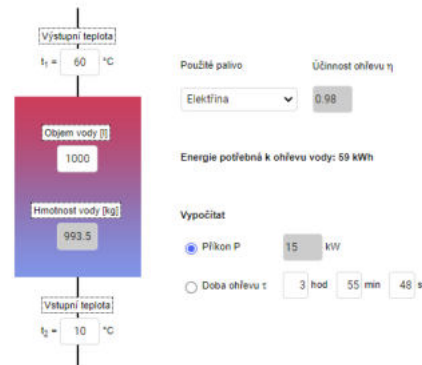 Výstupní teplota
t₁ = 60 °C
Použité palivo
Účinnost ohřevu η
Elektřina
0.98
Objem vody [l]
1000
Energie potřebná k ohřevu vody: 59 kWh
Hmotnost vody [kg]
993.5
Vypočítat
Příkon P 15 kW
Doba ohřevu τ 3 hod 55 min 48 s
Vstupní teplota
t₂ = 10 °C